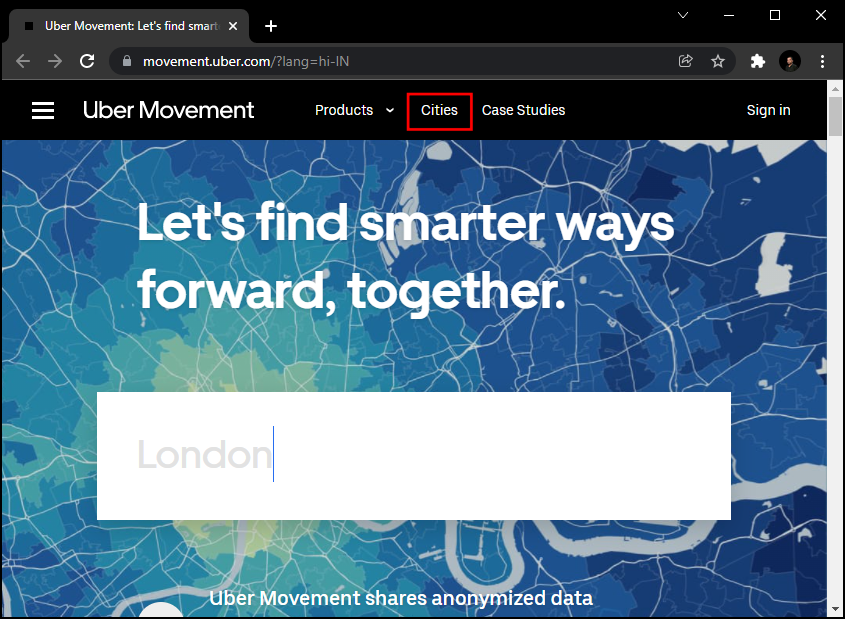 Uber Movement: Let's find smart
movement.uber.com/?lang=hi-IN
Uber Movement Products Cities Case Studies Sign in
Let's find smarter ways
forward, together.
London
Uber Movement shares anonymized data